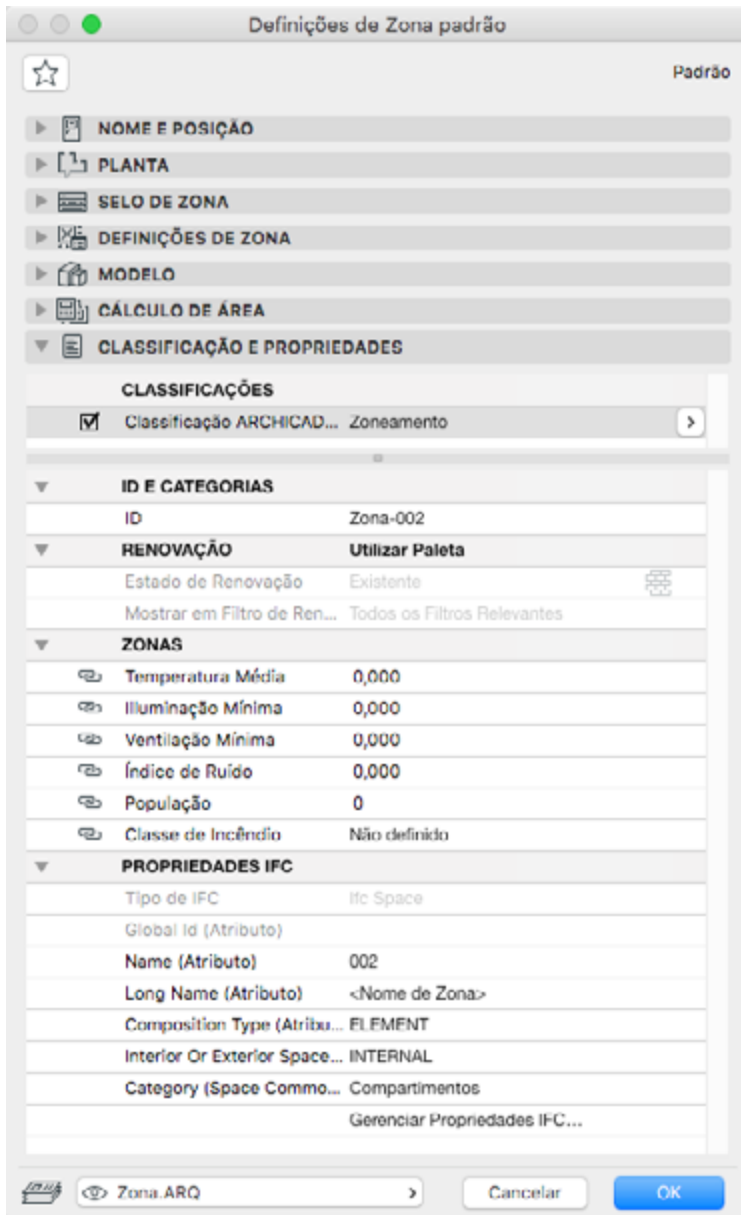 Definições de Zona padrão
Padrão
NOME E POSIÇÃO
PLANTA
SELO DE ZONA
DEFINIÇÕES DE ZONA
MODELO
CÁLCULO DE ÁREA
CLASSIFICAÇÃO E PROPRIEDADES
CLASSIFICAÇÕES
Classificação ARCHICAD... Zoneamento
ID E CATEGORIAS
ID Zona-002
RENOVAÇÃO Utilizar Paleta
Estado de Renovação Existente
Mostrar em Filtro de Ren... Todos os Filtros Relevantes
ZONAS
Temperatura Média 0,000
Illuminação Mínima 0,000
Ventilação Mínima 0,000
Índice de Ruído 0,000
População 0
Classe de Incêndio Não definido
PROPRIEDADES IFC
Tipo de IFC Ifc Space
Global Id (Atributo)
Name (Atributo) 002
Long Name (Atributo) <Nome de Zona>
Composition Type (Atribu... ELEMENT
Interior Or Exterior Space... INTERNAL
Category (Space Commo... Compartimentos
Gerenciar Propriedades IFC...
Zona.ARQ Cancelar OK